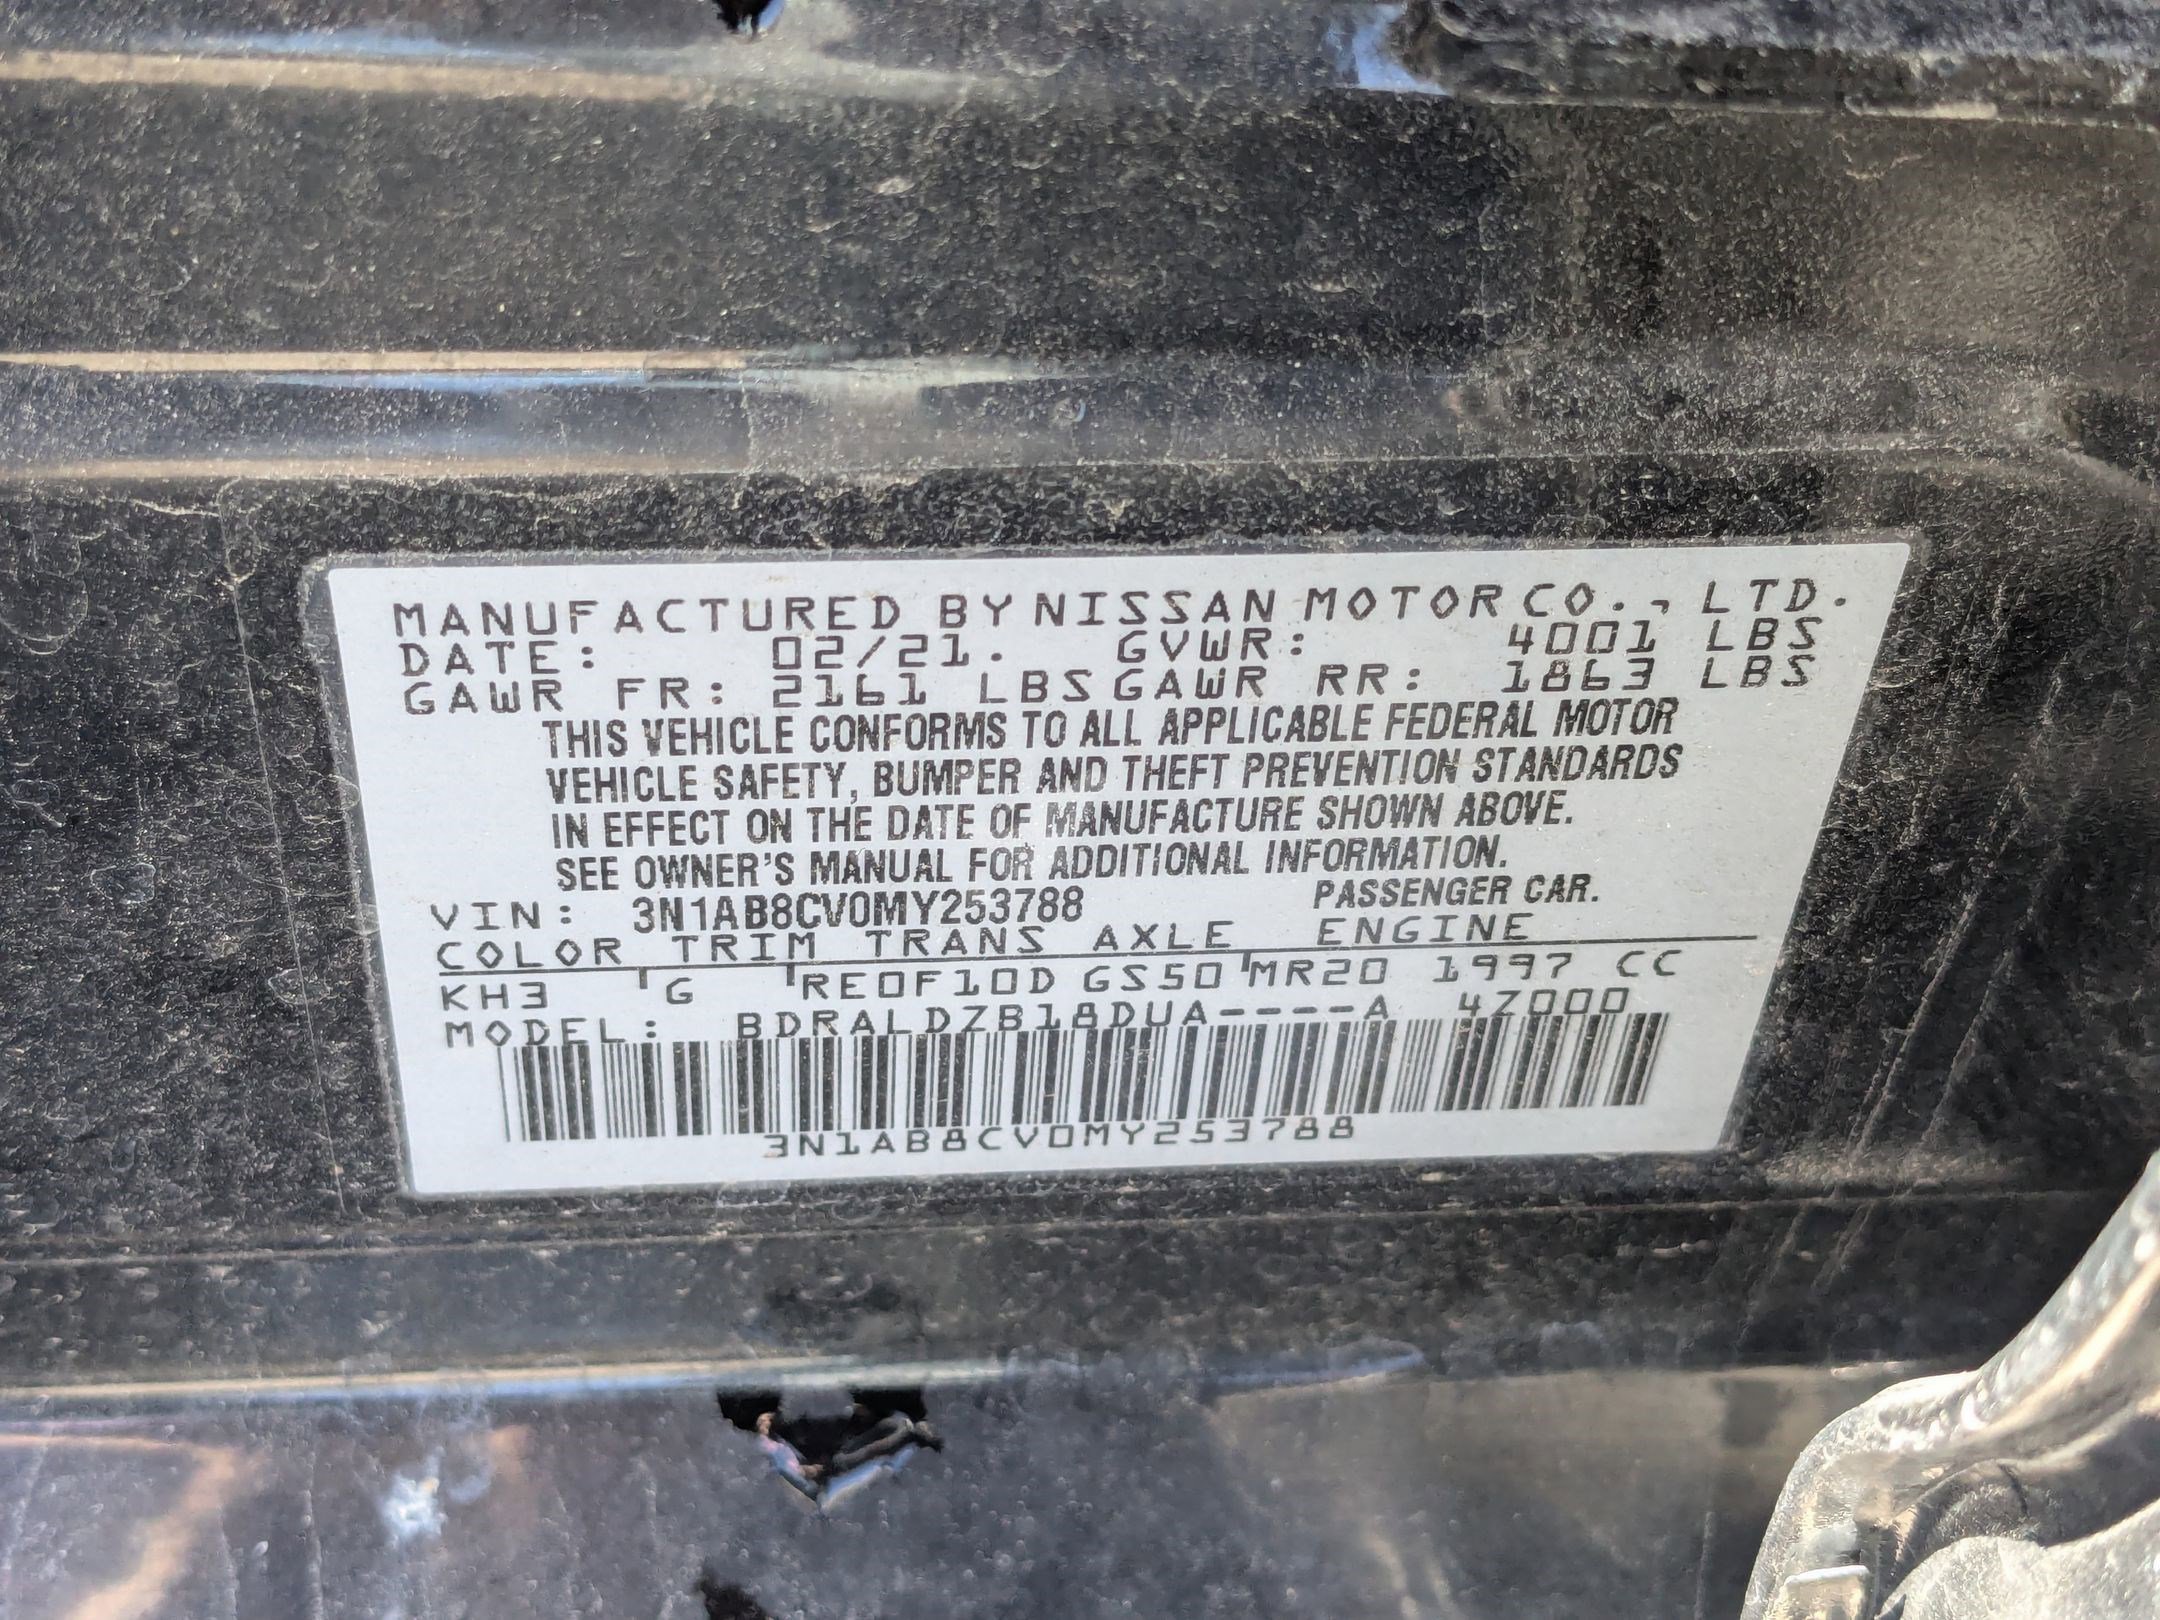 MANUFACTURED BY NISSAN MOTOR CO., LTD.
DATE: 02/21. GVWR: 4001 LBS
GAWR FR: 2161 LBS GAWR RR: 1863 LBS
THIS VEHICLE CONFORMS TO ALL APPLICABLE FEDERAL MOTOR
VEHICLE SAFETY, BUMPER AND THEFT PREVENTION STANDARDS
IN EFFECT ON THE DATE OF MANUFACTURE SHOWN ABOVE.
SEE OWNER'S MANUAL FOR ADDITIONAL INFORMATION.
VIN: 3N1AB8CV0MY253788 PASSENGER CAR.
COLOR TRIM TRANS AXLE ENGINE
KH3 G RE0F10D GS50 MR20 1997 CC
MODEL: BDRALDZB18DUA----A 4Z000
3N1AB8CV0MY253788